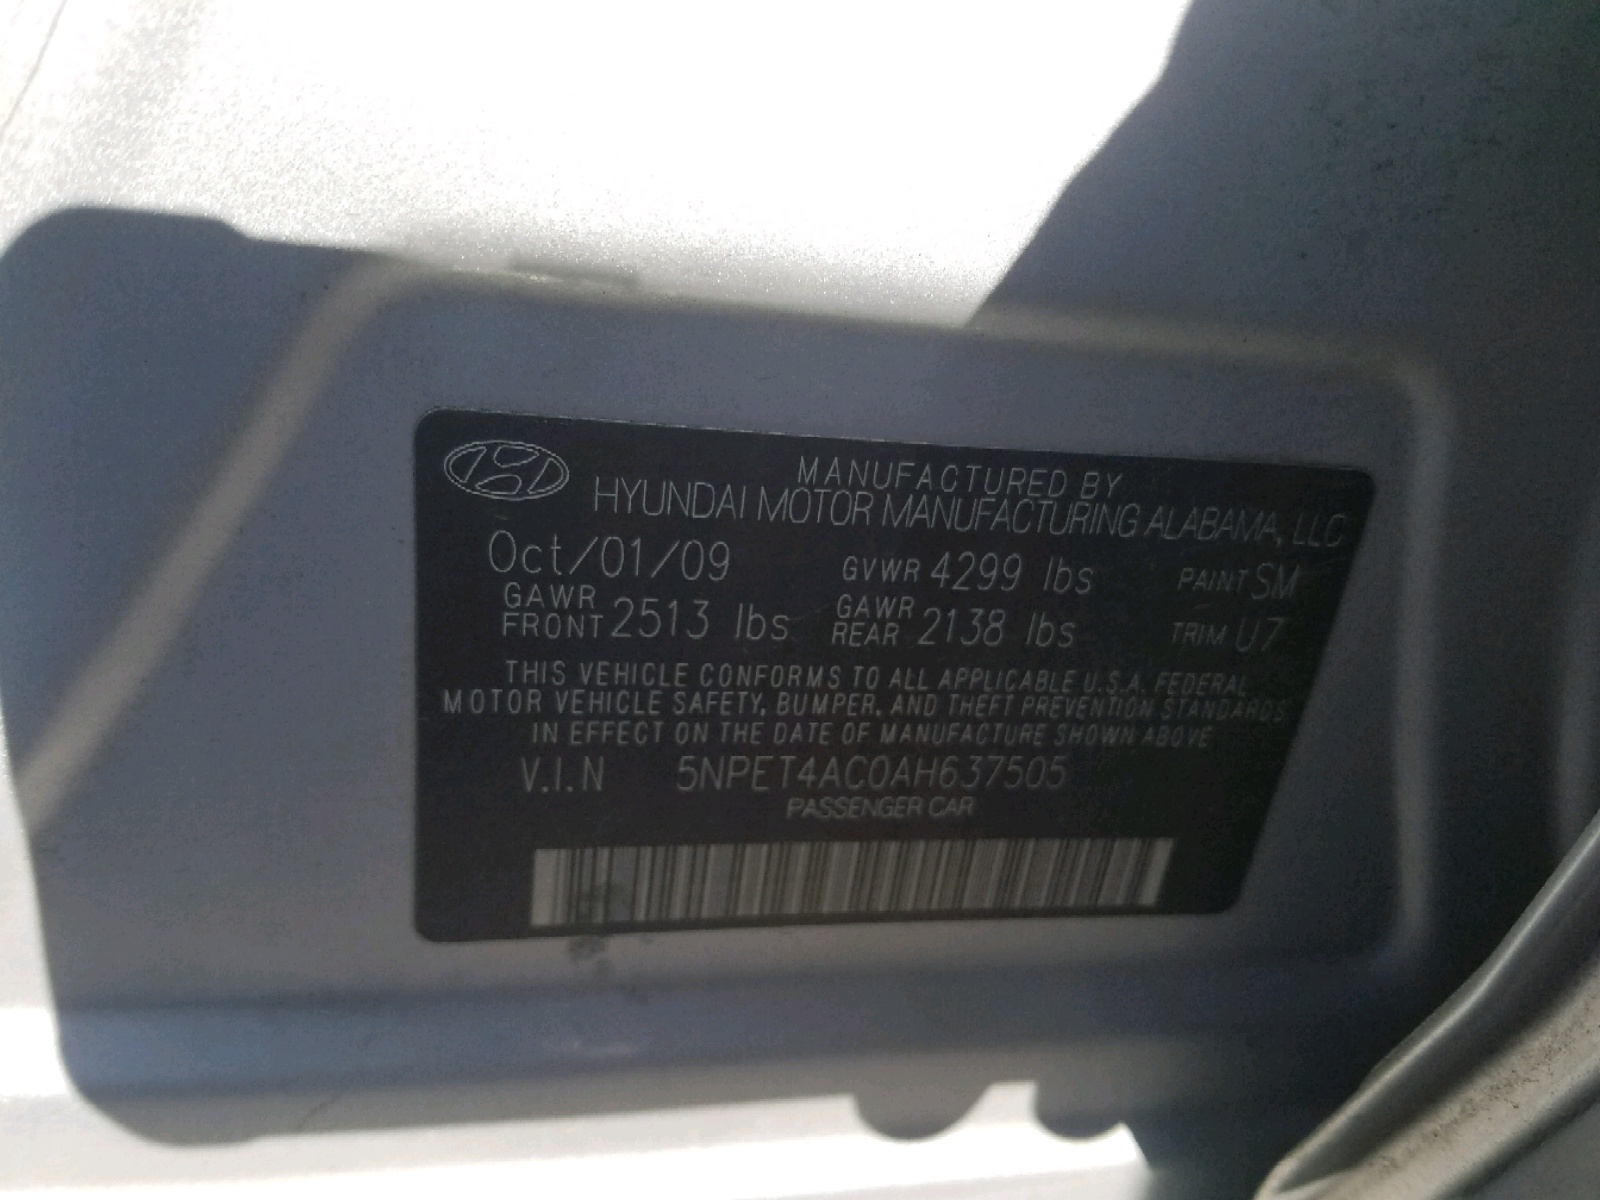 MANUFACTURED BY
HYUNDAI MOTOR MANUFACTURING ALABAMA, LLC
Oct/01/09 GVWR 4299 lbs PAINT SM
GAWR FRONT 2513 lbs GAWR REAR 2138 lbs TRIM U7
THIS VEHICLE CONFORMS TO ALL APPLICABLE U.S.A. FEDERAL
MOTOR VEHICLE SAFETY, BUMPER, AND THEFT PREVENTION STANDARDS
IN EFFECT ON THE DATE OF MANUFACTURE SHOWN ABOVE
V.I.N 5NPET4AC0AH637505
PASSENGER CAR